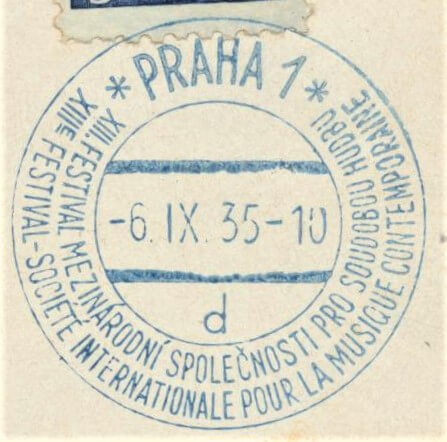 * PRAHA 1 *
XIII. FESTIVAL MEZINÁRODNÍ SPOLEČNOSTI PRO SOUDOBOU HUDBU
XIIIE FESTIVAL-SOCIÉTÉ INTERNATIONALE POUR LA MUSIQUE CONTEMPORAINE
-6.IX.35-10
d